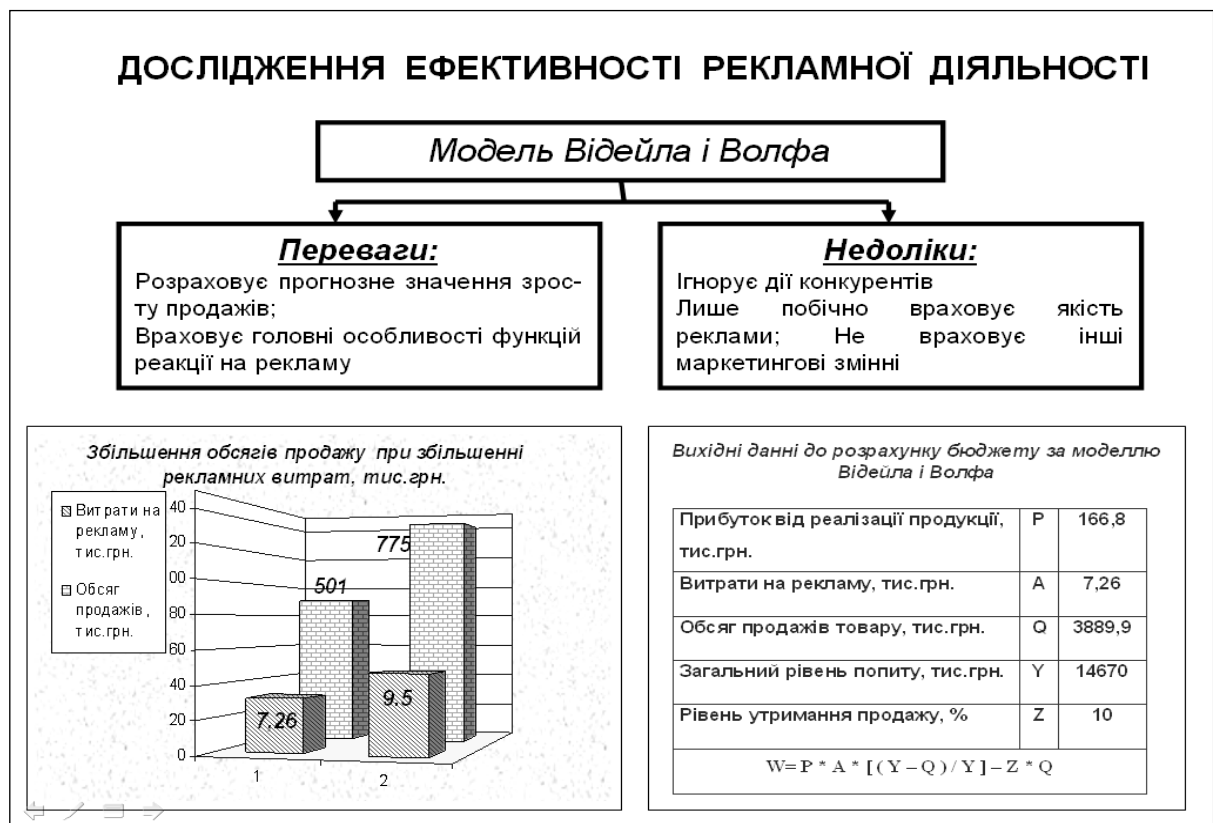 ДОСЛІДЖЕННЯ ЕФЕКТИВНОСТІ РЕКЛАМНОЇ ДІЯЛЬНОСТІ
Модель Відейла і Волфа
Переваги:
Розраховує прогнозне значення зрос-
ту продажів;
Враховує головні особливості функцій
реакції на рекламу
Недоліки:
Ігнорує дії конкурентів
Лише побічно враховує якість
реклами; Не враховує інші
маркетингові змінні
Збільшення обсягів продажу при збільшенні
рекламних витрат, тис.грн.
Витрати на
рекламу,
тис.грн.
Обсяг
продажів,
тис.грн.
40
20
00
80
60
40
20
0
501
775
7,26
9.5
1
2
Вихідні данні до розрахунку бюджету за моделлю
Відейла і Волфа
Прибуток від реалізації продукції, P 166,8
тис.грн.
Витрати на рекламу, тис.грн. A 7,26
Обсяг продажів товару, тис.грн. Q 3889,9
Загальний рівень попиту, тис.грн. Y 14670
Рівень утримання продажу, % Z 10
W= P * A * [ ( Y – Q ) / Y ] – Z * Q